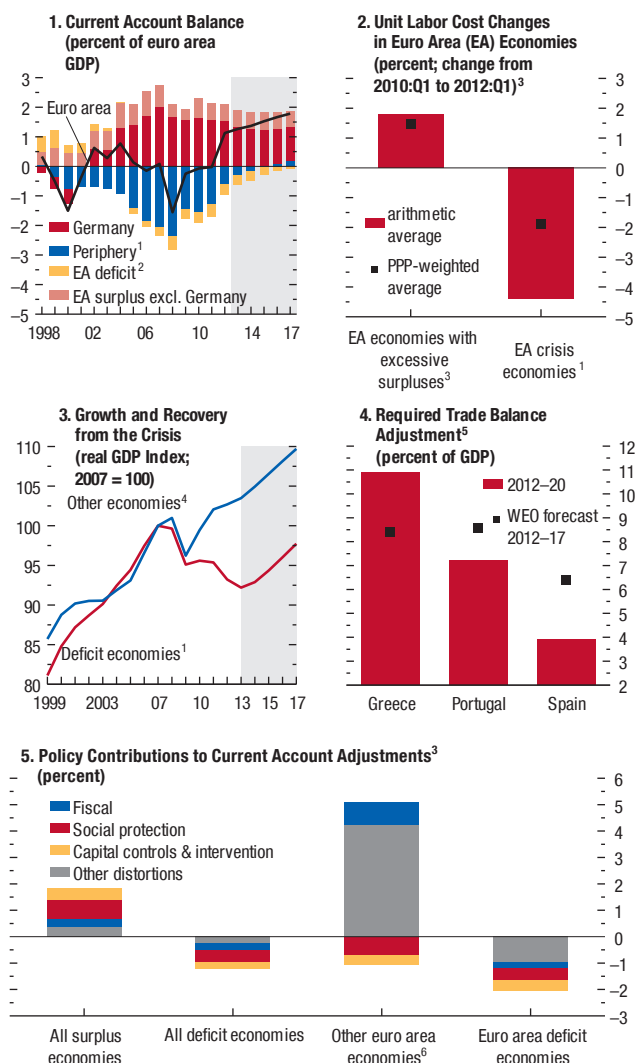 1. Current Account Balance
(percent of euro area
GDP)
3
2
1
0
–1
–2
–3
–4
–5
Euro area
Germany
Periphery1
EA deficit2
EA surplus excl. Germany
1998 02 06 10 14 17
2. Unit Labor Cost Changes
in Euro Area (EA) Economies
(percent; change from
2010:Q1 to 2012:Q1)3
3
2
1
0
–1
–2
–3
–4
–5
arithmetic
average
PPP-weighted
average
EA economies with
excessive
surpluses3
EA crisis
economies1
3. Growth and Recovery
from the Crisis
(real GDP Index;
2007 = 100)
110
105
100
95
90
85
80
Other economies4
Deficit economies1
1999 2003 07 10 13 15 17
4. Required Trade Balance
Adjustment5
(percent of GDP)
12
11
10
9
8
7
6
5
4
3
2
2012–20
WEO forecast
2012–17
Greece Portugal Spain
5. Policy Contributions to Current Account Adjustments3
(percent)
6
5
4
3
2
1
0
–1
–2
–3
Fiscal
Social protection
Capital controls & intervention
Other distortions
All surplus
economies
All deficit economies
Other euro area
economies6
Euro area deficit
economies